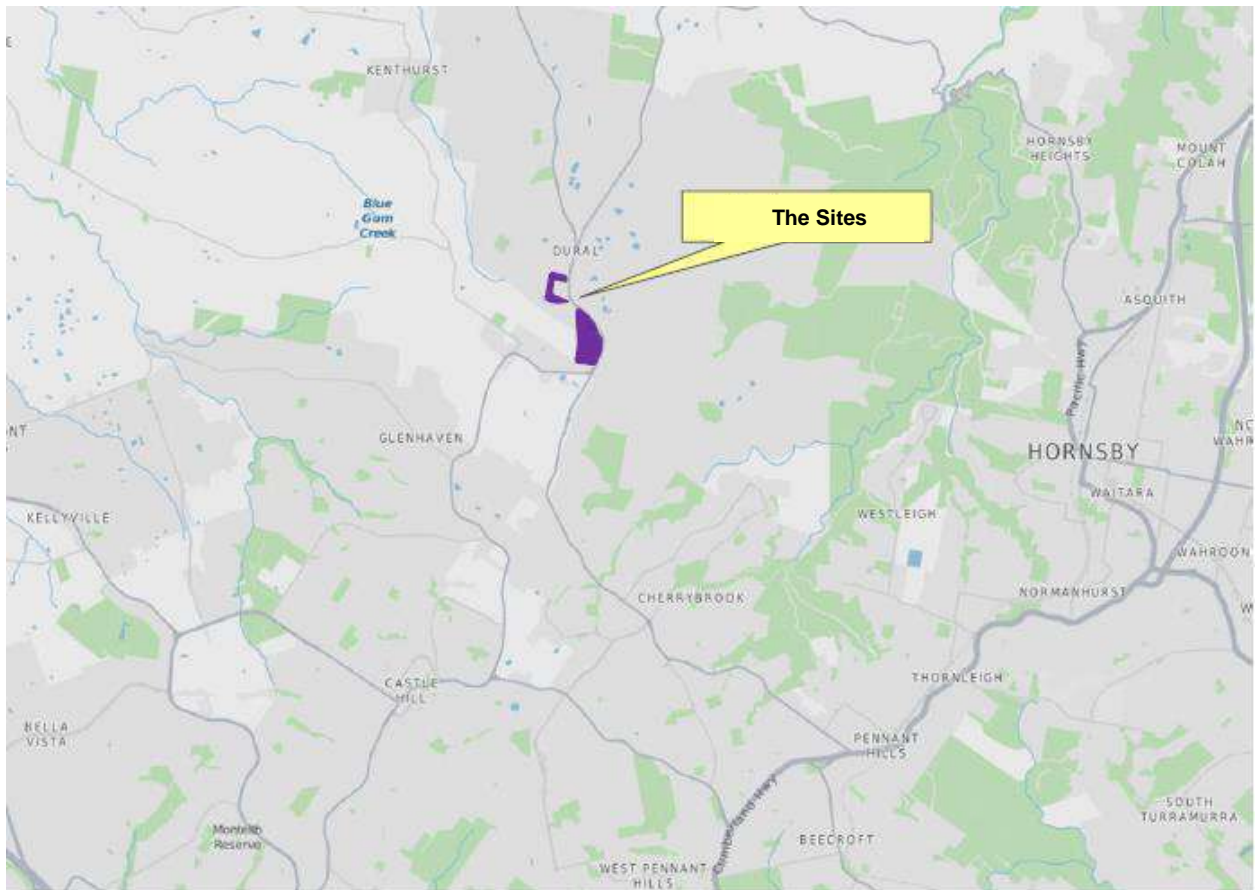 E
KENTHURST
HORNSBY
HEIGHTS
MOUNT
COLAH
Blue
Gum
Creek
The Sites
DURAL
ASQUITH
Pacific Hwy
NT
GLENHAVEN
HORNSBY
WAHR
WAITARA
KELLYVILLE
WESTLEIGH
WAHROON
CHERRYBROOK
NORMANHURST
W
CASTLE
HILL
THORNLEIGH
BELLA
VISTA
PENNANT
HILLS
Cumberland Hwy
SOUTH
TURRAMURRA
Reserve
BEECROFT
WEST PENNANT
HILLS